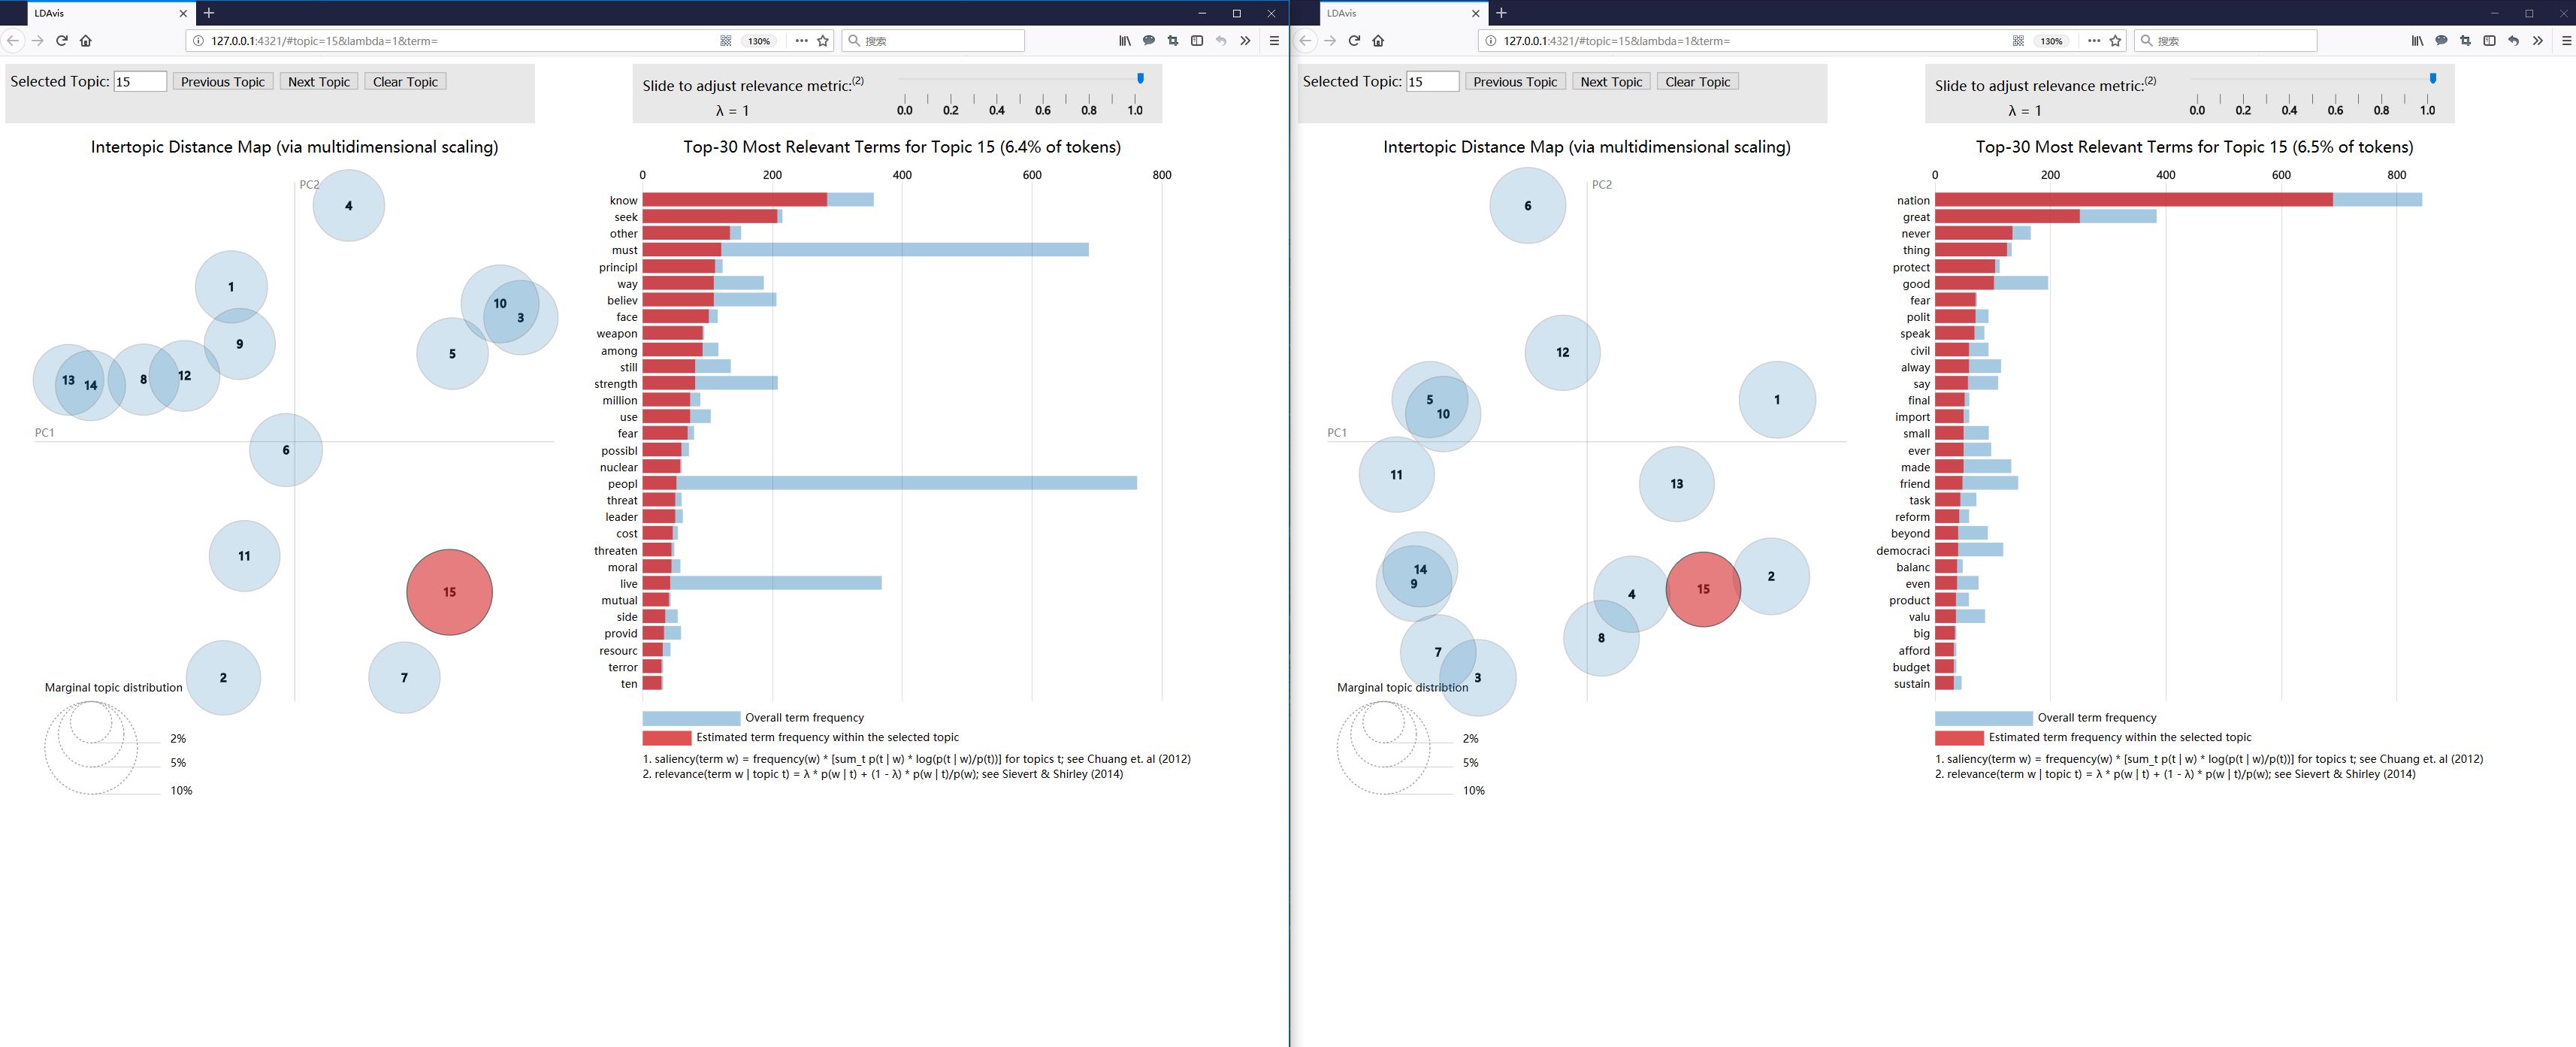 LDAvis
127.0.0.1:4321/#topic=15&lambda=1&term=
130%
搜索
Selected Topic: 15 Previous Topic Next Topic Clear Topic
Slide to adjust relevance metric:(2)
λ = 1
0.0 0.2 0.4 0.6 0.8 1.0
Intertopic Distance Map (via multidimensional scaling)
PC2
4
1
10
3
9
5
13
14
8
12
PC1
6
11
15
2
7
Marginal topic distribution
2%
5%
10%
Top-30 Most Relevant Terms for Topic 15 (6.4% of tokens)
0 200 400 600 800
know
seek
other
must
principl
way
believ
face
weapon
among
still
strength
million
use
fear
possibl
nuclear
peopl
threat
leader
cost
threaten
moral
live
mutual
side
provid
resourc
terror
ten
Overall term frequency
Estimated term frequency within the selected topic
1. saliency(term w) = frequency(w) * [sum_t p(t | w) * log(p(t | w)/p(t))] for topics t; see Chuang et. al (2012)
2. relevance(term w | topic t) = λ * p(w | t) + (1 - λ) * p(w | t)/p(w); see Sievert & Shirley (2014)
LDAvis
127.0.0.1:4321/#topic=15&lambda=1&term=
130%
搜索
Selected Topic: 15 Previous Topic Next Topic Clear Topic
Slide to adjust relevance metric:(2)
λ = 1
0.0 0.2 0.4 0.6 0.8 1.0
Intertopic Distance Map (via multidimensional scaling)
PC2
6
12
5
10
1
PC1
11
13
14
9
4
15
2
8
7
3
Marginal topic distribtion
2%
5%
10%
Top-30 Most Relevant Terms for Topic 15 (6.5% of tokens)
0 200 400 600 800
nation
great
never
thing
protect
good
fear
polit
speak
civil
alway
say
final
import
small
ever
made
friend
task
reform
beyond
democraci
balanc
even
product
valu
big
afford
budget
sustain
Overall term frequency
Estimated term frequency within the selected topic
1. saliency(term w) = frequency(w) * [sum_t p(t | w) * log(p(t | w)/p(t))] for topics t; see Chuang et. al (2012)
2. relevance(term w | topic t) = λ * p(w | t) + (1 - λ) * p(w | t)/p(w); see Sievert & Shirley (2014)